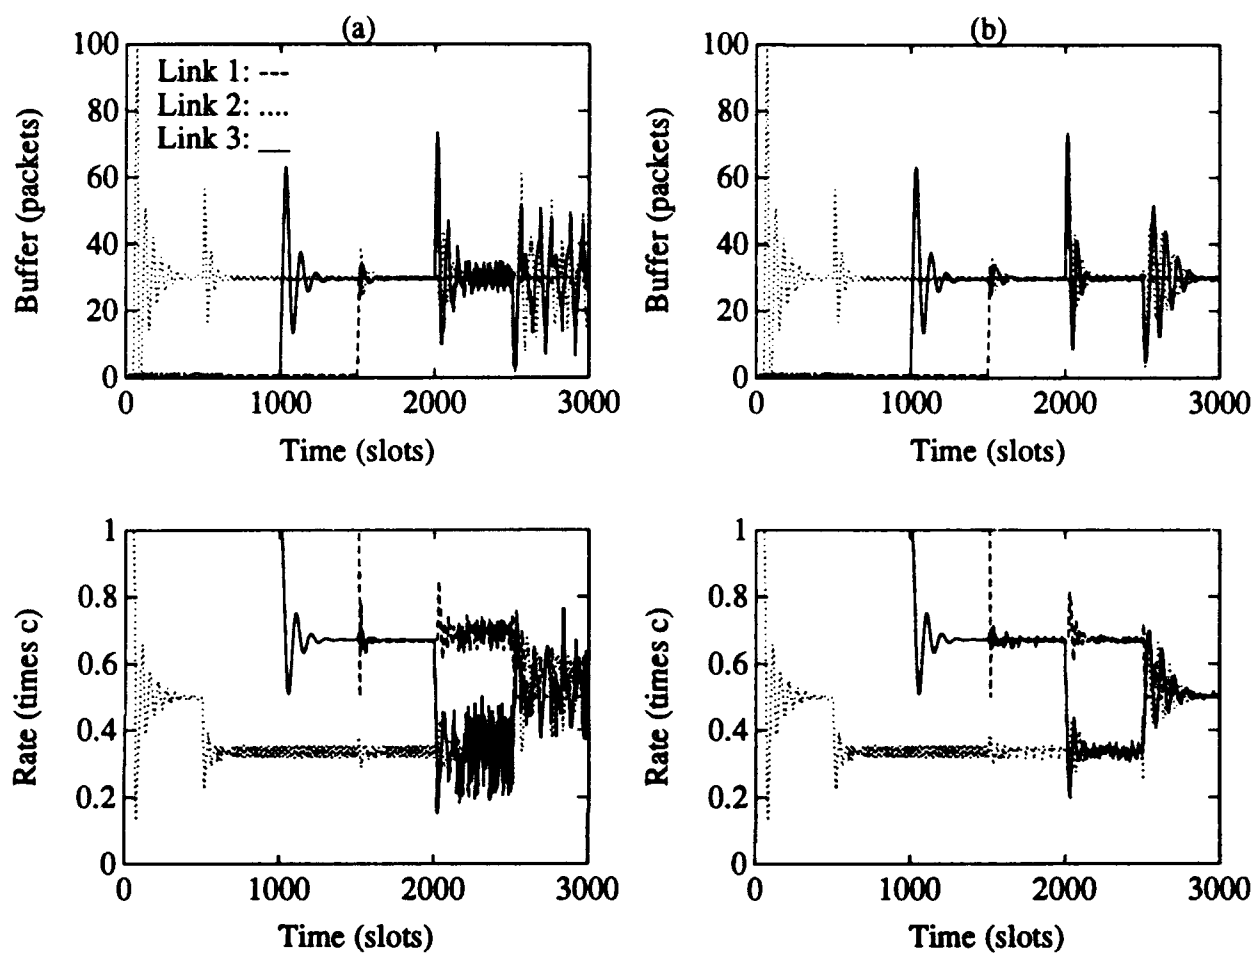 (a)
100
80
60
40
20
0
Buffer (packets)
Link 1: ---
Link 2: ....
Link 3: __
0 1000 2000 3000
Time (slots)
(b)
100
80
60
40
20
0
Buffer (packets)
0 1000 2000 3000
Time (slots)
1
0.8
0.6
0.4
0.2
0
Rate (times c)
0 1000 2000 3000
Time (slots)
1
0.8
0.6
0.4
0.2
0
Rate (times c)
0 1000 2000 3000
Time (slots)